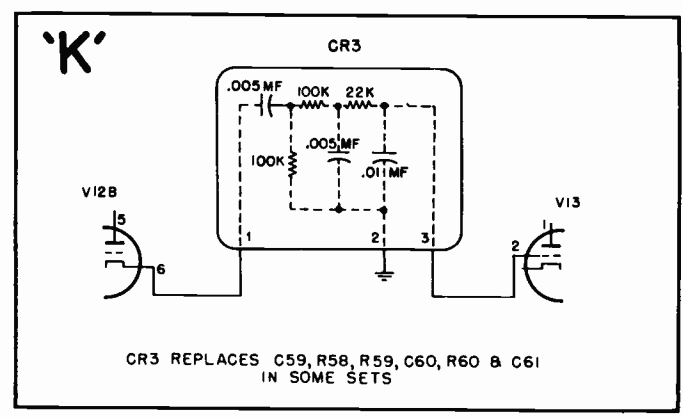 'K'
CR3
.005MF 100K 22K
100K .005MF .011MF
V12B V13
5 1
1 2 3 2
6
CR3 REPLACES C59, R58, R59, C60, R60 & C61
IN SOME SETS